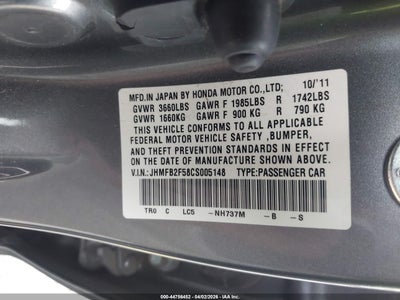 MFD.IN JAPAN BY HONDA MOTOR CO.,LTD; 10/'11
GVWR 3660LBS GAWR F 1985LBS R 1742LBS
GVWR 1660KG GAWR F 900 KG R 790 KG
THIS VEHICLE CONFORMS TO ALL APPLICABLE
FEDERAL MOTOR VEHICLE SAFETY ,BUMPER,
AND THEFT PREVENTION STANDARDS IN EFFECT
ON THE DATE OF MANUFACTURE SHOWN ABOVE.
V.I.N.: JHMFB2F58CS005148 TYPE:PASSENGER CAR
TR0 C LC5 -NH737M -B -S
000-44758452 - 04/02/2026 - IAAI.COM